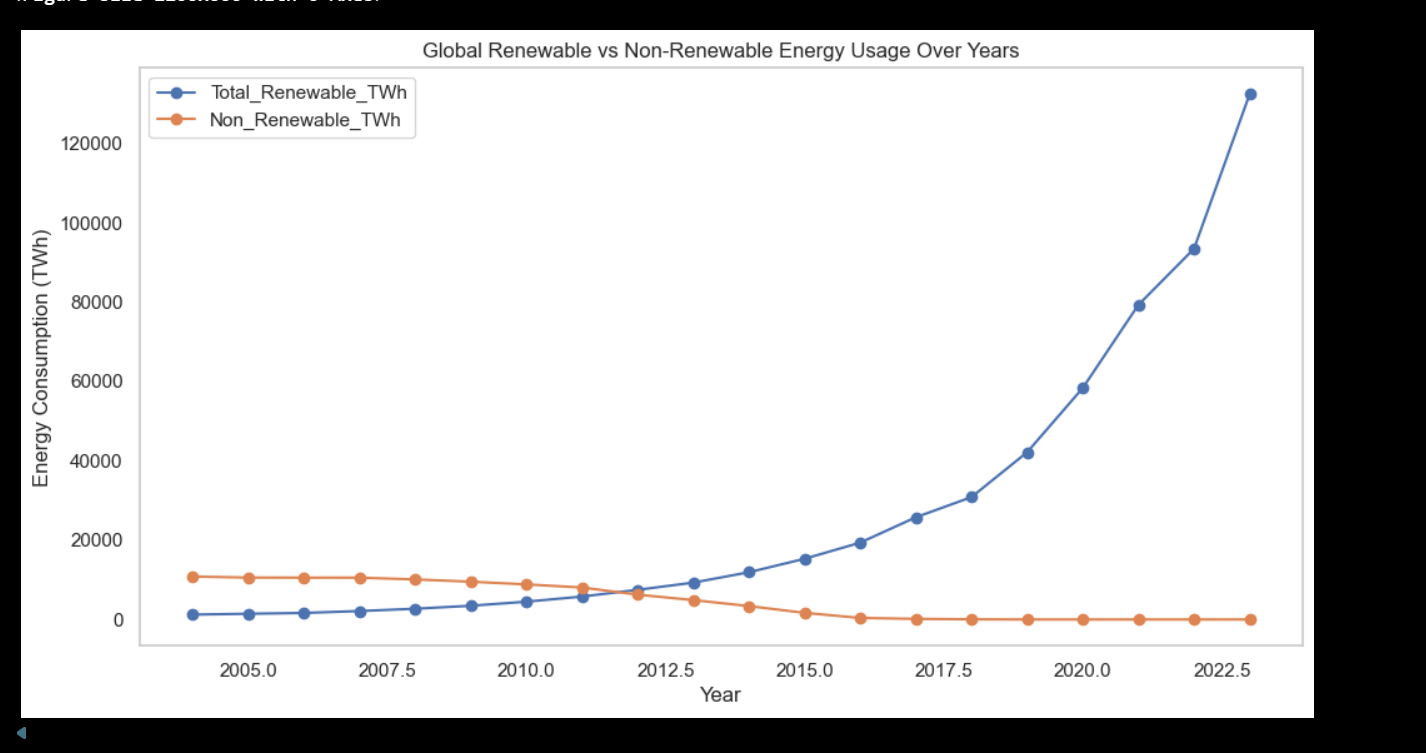 Global Renewable vs Non-Renewable Energy Usage Over Years
Total_Renewable_TWh
Non_Renewable_TWh
120000
100000
80000
60000
40000
20000
0
Energy Consumption (TWh)
2005.0 2007.5 2010.0 2012.5 2015.0 2017.5 2020.0 2022.5
Year